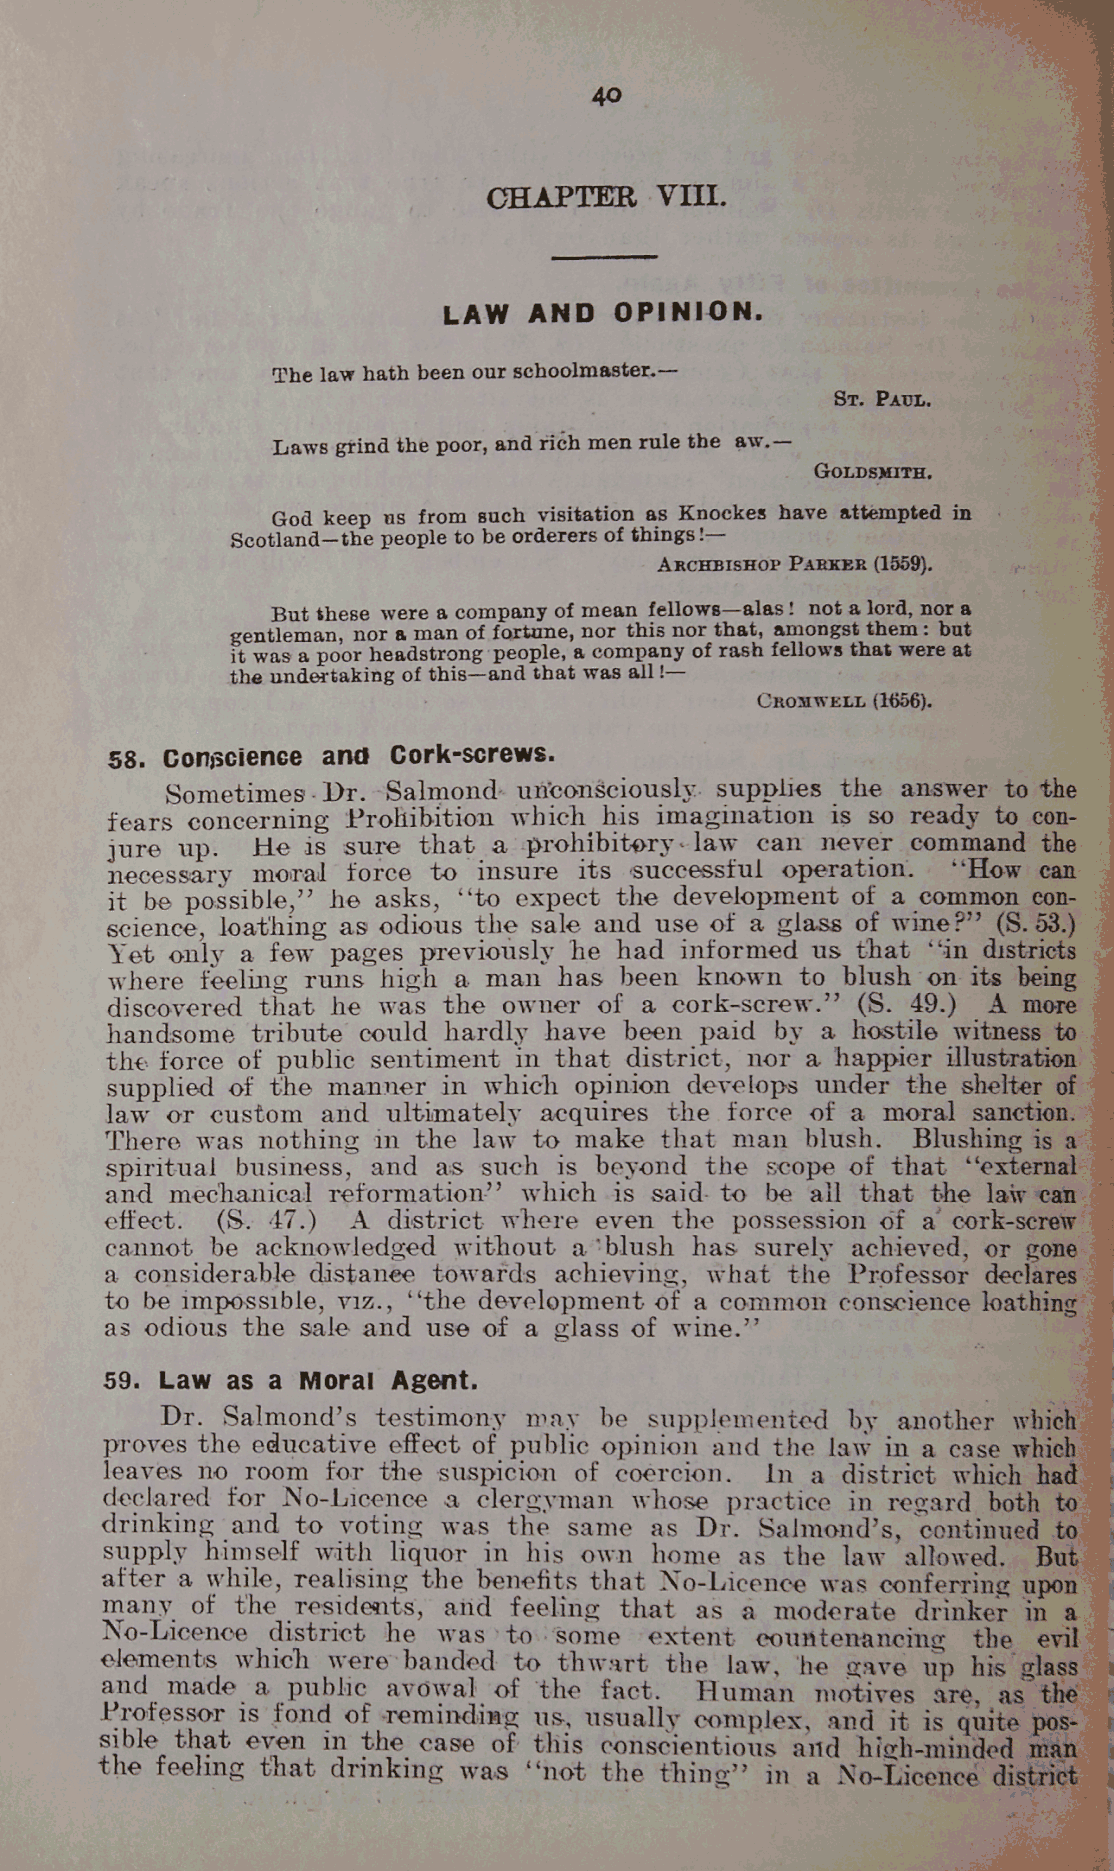 40
CHAPTER VIII.
LAW AND OPINION.
The law hath been our schoolmaster.—
ST. PAUL.
Laws grind the poor, and rich men rule the aw.—
GOLDSMITH.
God keep us from such visitation as Knockes have attempted in
Scotland—the people to be orderers of things!—
ARCHBISHOP PARKER (1559).
But these were a company of mean fellows—alas! not a lord, nor a
gentleman, nor a man of fortune, nor this nor that, amongst them: but
it was a poor headstrong people, a company of rash fellows that were at
the undertaking of this—and that was all!—
CROMWELL (1656).
58. Conscience and Cork-screws.
Sometimes Dr. Salmond unconsciously supplies the answer to the
fears concerning Prohibition which his imagination is so ready to con-
jure up. He is sure that a prohibitory law can never command the
necessary moral force to insure its successful operation. "How can
it be possible," he asks, "to expect the development of a common con-
science, loathing as odious the sale and use of a glass of wine?" (S. 53.)
Yet only a few pages previously he had informed us that "in districts
where feeling runs high a man has been known to blush on its being
discovered that he was the owner of a cork-screw." (S. 49.) A more
handsome tribute could hardly have been paid by a hostile witness to
the force of public sentiment in that district, nor a happier illustration
supplied of the manner in which opinion develops under the shelter of
law or custom and ultimately acquires the force of a moral sanction.
There was nothing in the law to make that man blush. Blushing is a
spiritual business, and as such is beyond the scope of that "external
and mechanical reformation" which is said to be all that the law can
effect. (S. 47.) A district where even the possession of a cork-screw
cannot be acknowledged without a blush has surely achieved, or gone
a considerable distance towards achieving, what the Professor declares
to be impossible, viz., "the development of a common conscience loathing
as odious the sale and use of a glass of wine."
59. Law as a Moral Agent.
Dr. Salmond's testimony may be supplemented by another which
proves the educative effect of public opinion and the law in a case which
leaves no room for the suspicion of coercion. In a district which had
declared for No-Licence a clergyman whose practice in regard both to
drinking and to voting was the same as Dr. Salmond's, continued to
supply himself with liquor in his own home as the law allowed. But
after a while, realising the benefits that No-Licence was conferring upon
many of the residents, and feeling that as a moderate drinker in a
No-Licence district he was to some extent countenancing the evil
elements which were banded to thwart the law, he gave up his glass
and made a public avowal of the fact. Human motives are, as the
Professor is fond of reminding us, usually complex, and it is quite pos-
sible that even in the case of this conscientious and high-minded man
the feeling that drinking was "not the thing" in a No-Licence district